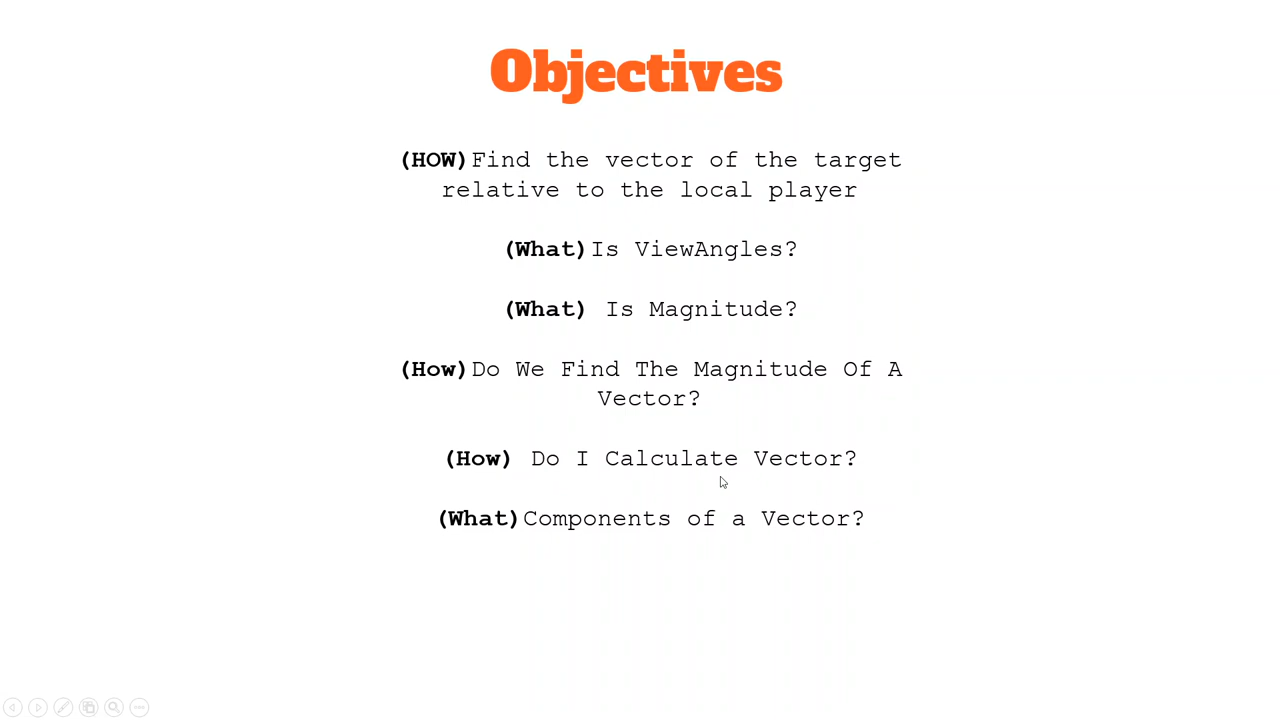 Objectives
(HOW)Find the vector of the target
relative to the local player
(What)Is ViewAngles?
(What) Is Magnitude?
(How)Do We Find The Magnitude Of A
Vector?
(How) Do I Calculate Vector?
(What)Components of a Vector?